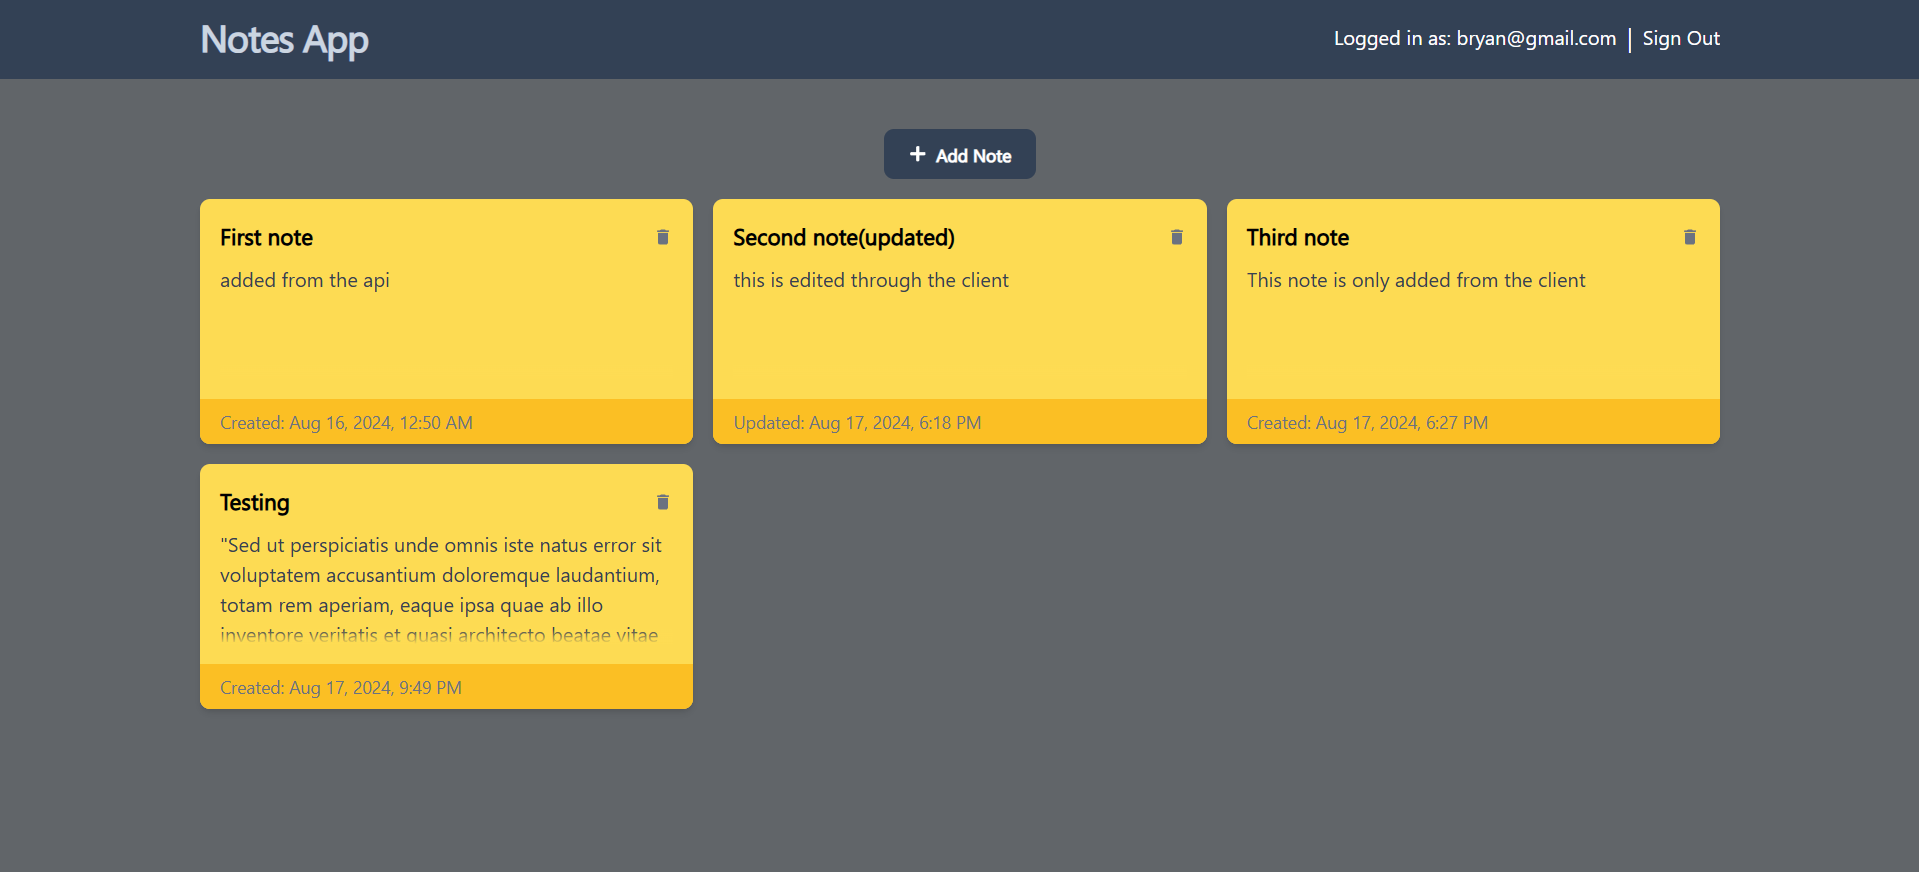 Notes App
Logged in as: bryan@gmail.com | Sign Out
+ Add Note
First note
added from the api
Created: Aug 16, 2024, 12:50 AM
Second note(updated)
this is edited through the client
Updated: Aug 17, 2024, 6:18 PM
Third note
This note is only added from the client
Created: Aug 17, 2024, 6:27 PM
Testing
"Sed ut perspiciatis unde omnis iste natus error sit
voluptatem accusantium doloremque laudantium,
totam rem aperiam, eaque ipsa quae ab illo
inventore veritatis et quasi architecto beatae vitae
Created: Aug 17, 2024, 9:49 PM